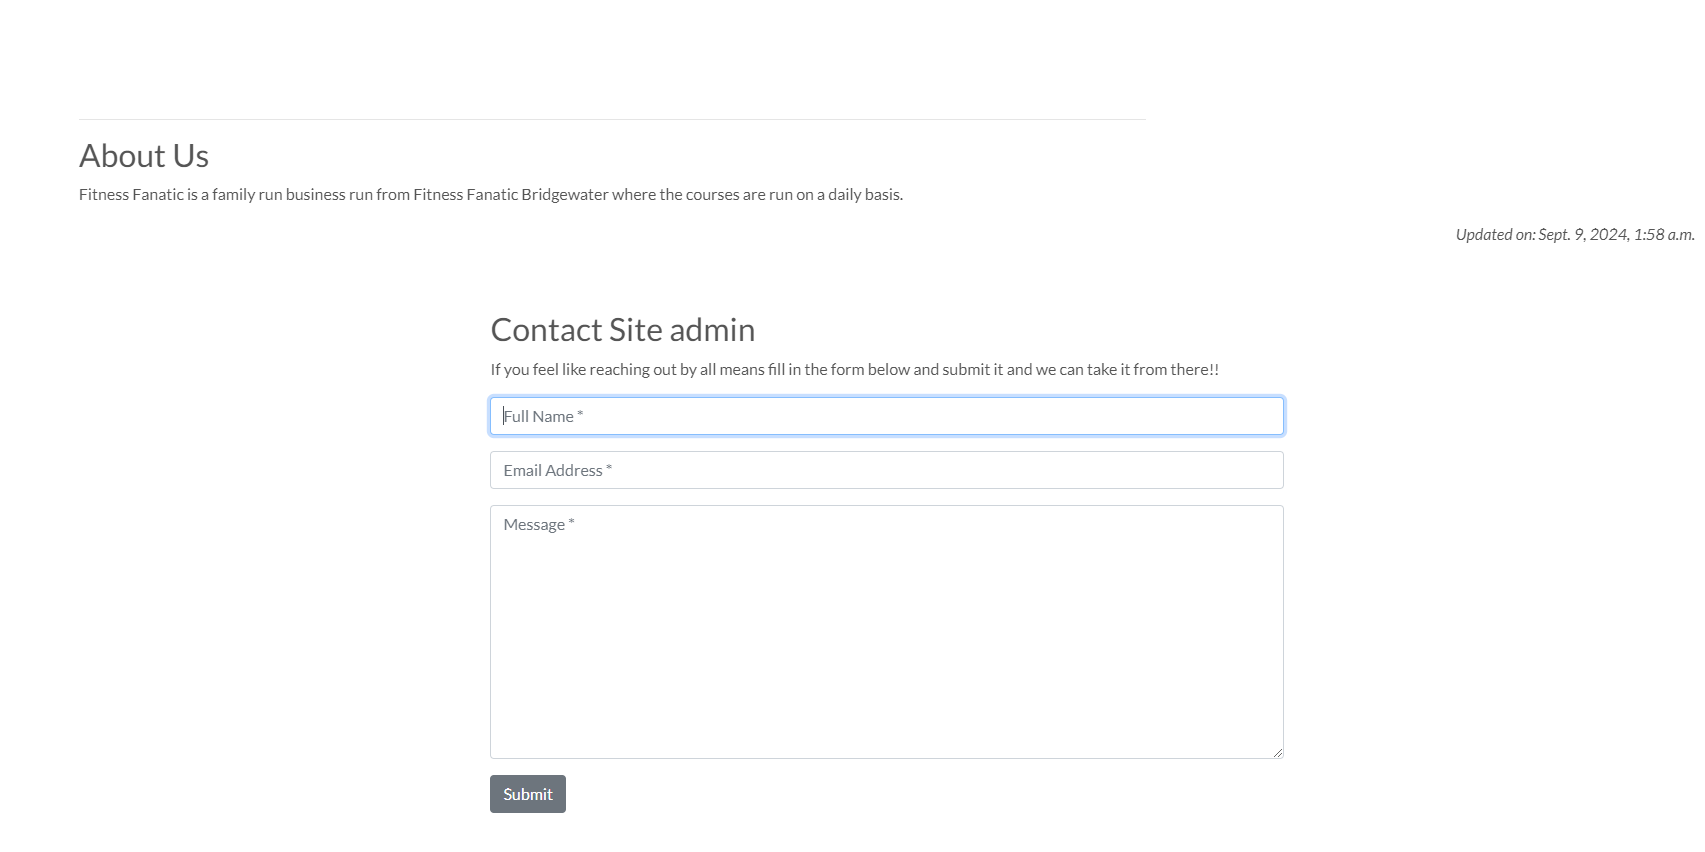 About Us
Fitness Fanatic is a family run business run from Fitness Fanatic Bridgewater where the courses are run on a daily basis.
Updated on: Sept. 9, 2024, 1:58 a.m.
Contact Site admin
If you feel like reaching out by all means fill in the form below and submit it and we can take it from there!!
Full Name *
Email Address *
Message *
Submit